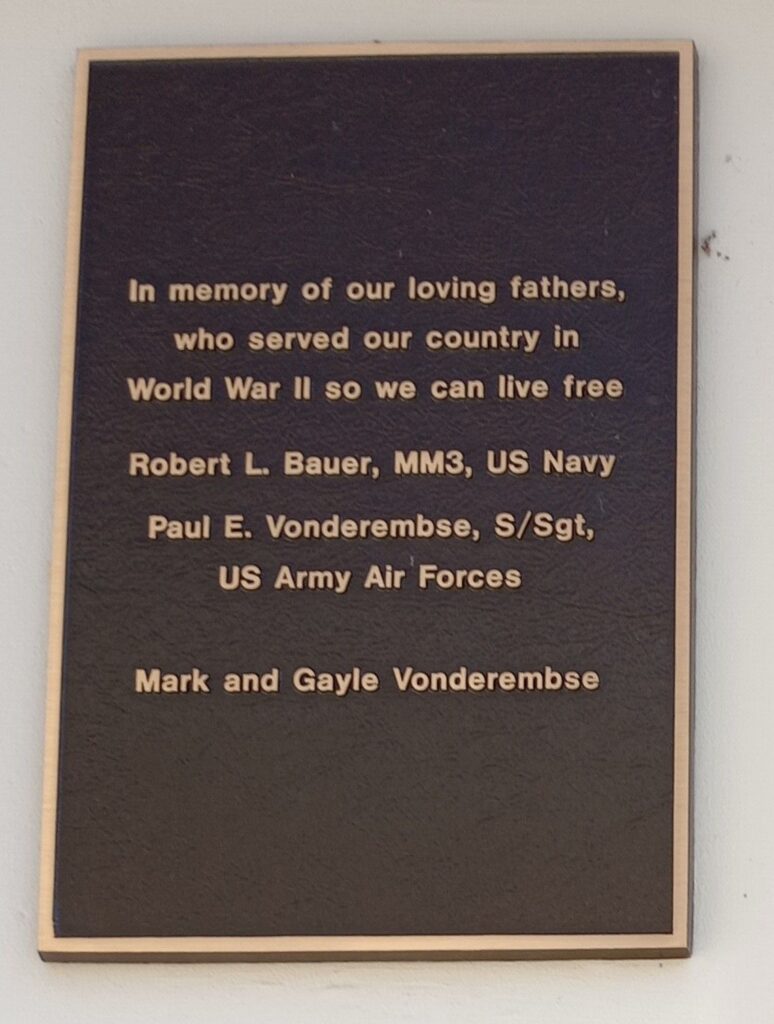 In memory of our loving fathers,
who served our country in
World War II so we can live free
Robert L. Bauer, MM3, US Navy
Paul E. Vonderembse, S/Sgt,
US Army Air Forces
Mark and Gayle Vonderembse